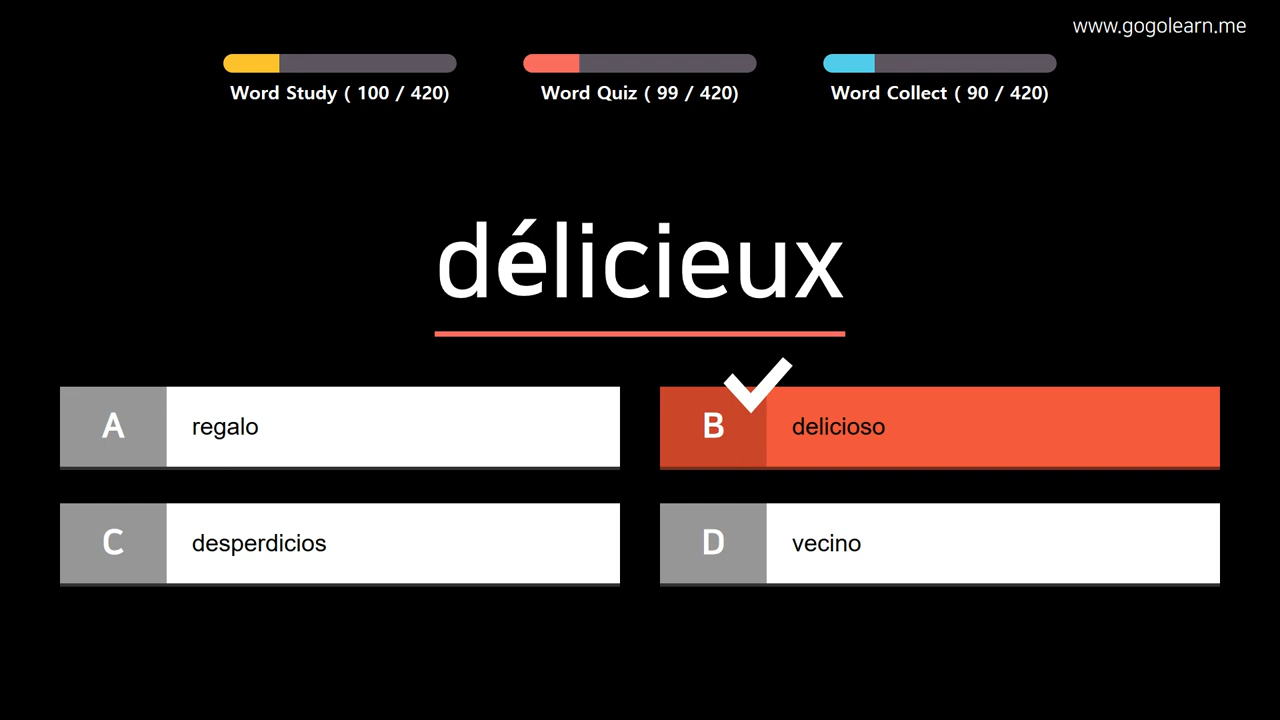 www.gogolearn.me
Word Study ( 100 / 420)
Word Quiz ( 99 / 420)
Word Collect ( 90 / 420)
délicieux
A regalo
B delicioso
C desperdicios
D vecino